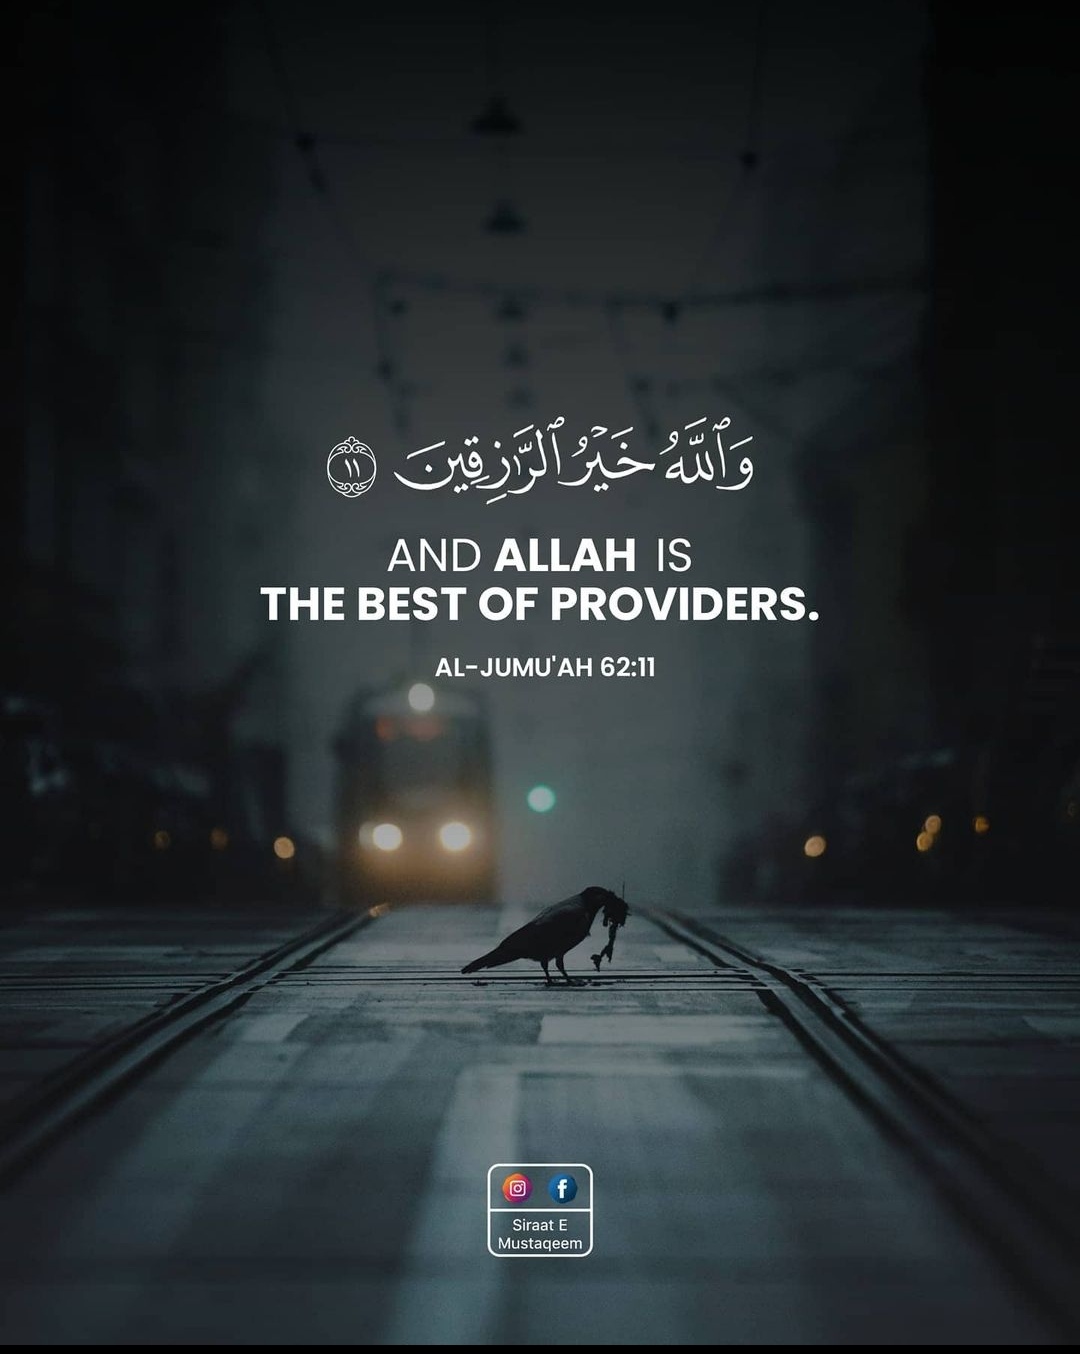 وَٱللَّهُ خَيْرُ ٱلرَّٰزِقِينَ ١١
AND ALLAH IS
THE BEST OF PROVIDERS.
AL-JUMU'AH 62:11
Siraat E
Mustaqeem